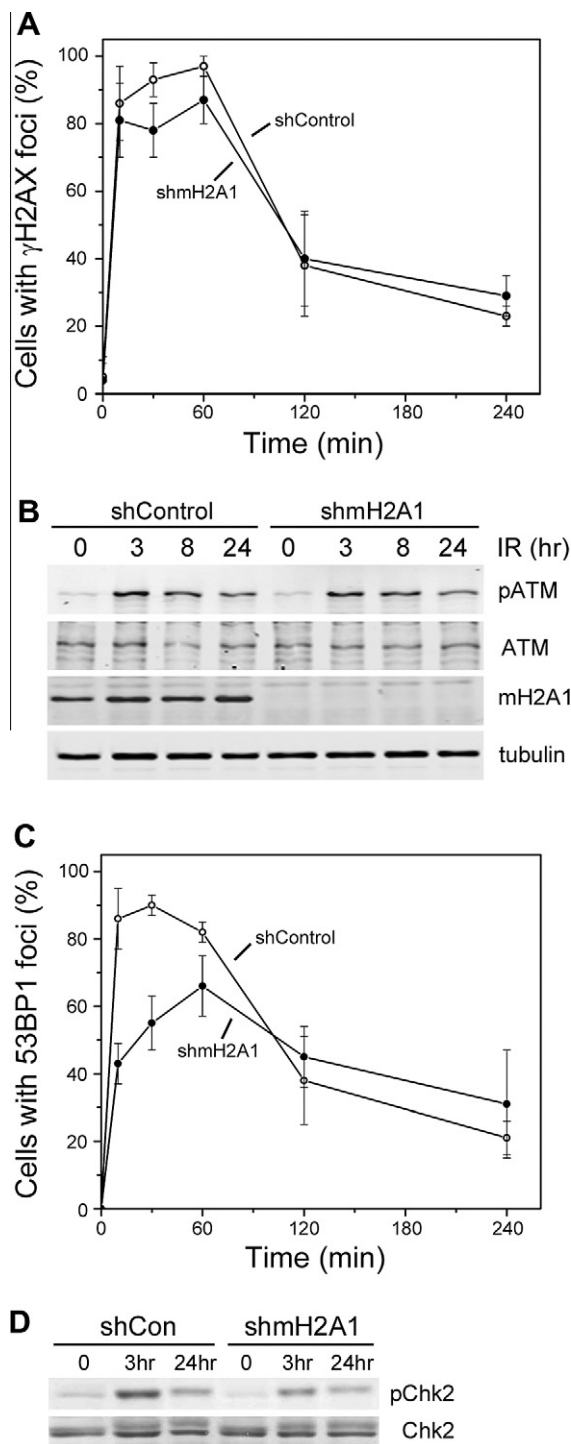 A
Cells with γH2AX foci (%)
100
80
60
40
20
0
shControl
shmH2A1
0 60 120 180 240
Time (min)
B
shControl shmH2A1
0 3 8 24 0 3 8 24 IR (hr)
pATM
ATM
mH2A1
tubulin
C
Cells with 53BP1 foci (%)
100
80
60
40
20
0
shControl
shmH2A1
0 60 120 180 240
Time (min)
D
shCon shmH2A1
0 3hr 24hr 0 3hr 24hr
pChk2
Chk2